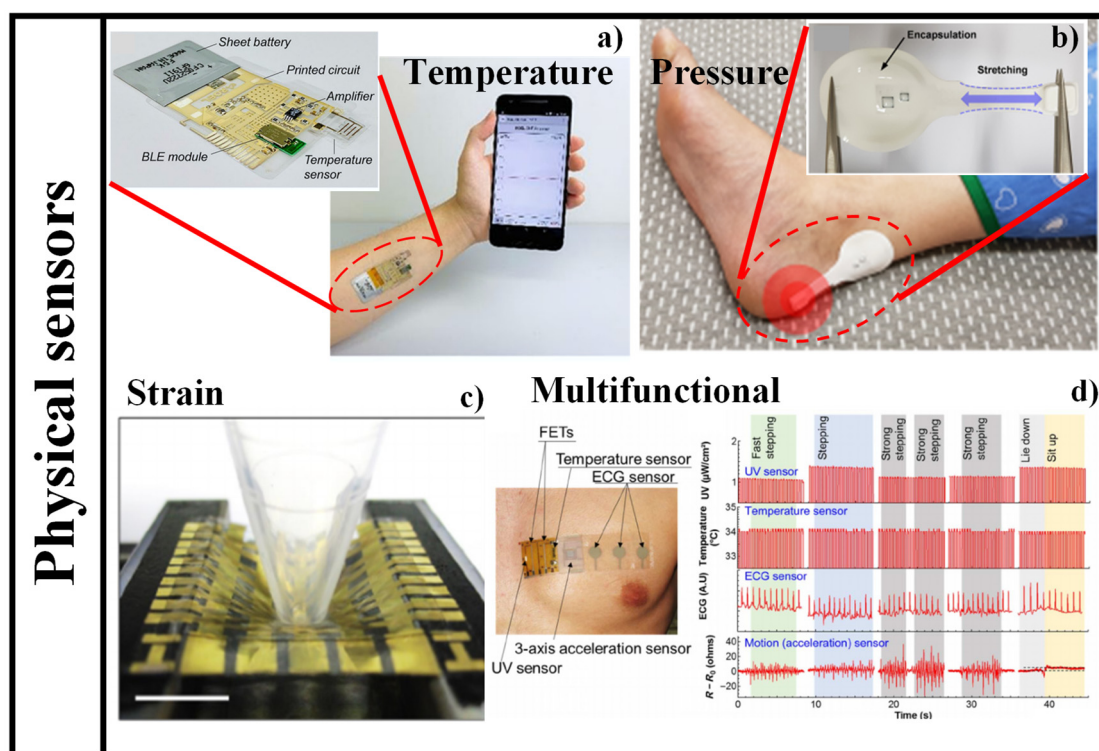 Physical sensors
a)
Temperature
Sheet battery
Printed circuit
Amplifier
BLE module
Temperature
sensor
b)
Pressure
Encapsulation
Stretching
Strain
c)
Multifunctional
d)
FETs
Temperature sensor
ECG sensor
3-axis acceleration sensor
UV sensor
Fast
stepping
Stepping
Strong
stepping
Strong
stepping
Strong
stepping
Lie down
Sit up
UV (µW/cm²)
2
1
UV sensor
Temperature
(°C)
35
34
33
Temperature sensor
ECG (A.U)
ECG sensor
R − R₀ (ohms)
40
20
0
−20
Motion (acceleration) sensor
0
10
20
30
40
Time (s)